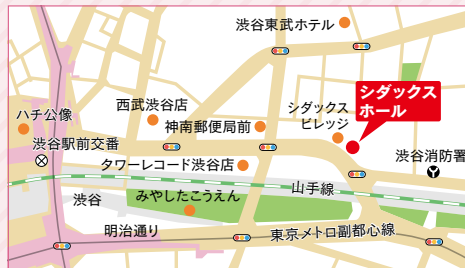 渋谷東武ホテル
シダックス
ホール
西武渋谷店
シダックス
ビレッジ
ハチ公像
神南郵便局前
渋谷駅前交番
渋谷消防署
タワーレコード渋谷店
山手線
渋谷
みやしたこうえん
明治通り
東京メトロ副都心線